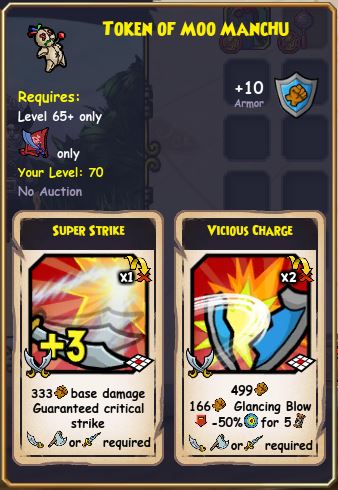 TOKEN OF MOO MANCHU
+10
Armor
Requires:
Level 65+ only
only
Your Level: 70
No Auction
SUPER STRIKE
x1
+3
333 base damage
Guaranteed critical
strike
or required
VICIOUS CHARGE
x2
499
166 Glancing Blow
-50% for 5
or required